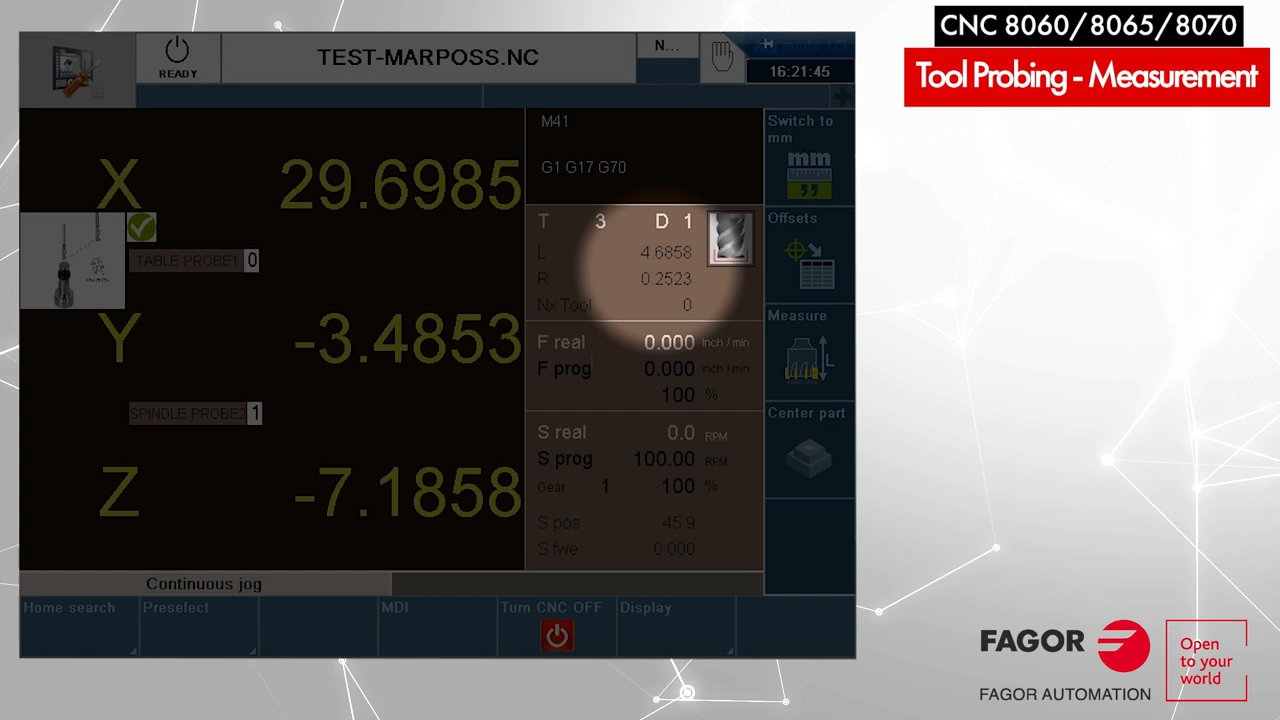 CNC 8060/8065/8070
Tool Probing - Measurement
READY
TEST-MARPOSS.NC
N...
16:21:45
X 29.6985
TABLE PROBE1 0
Y -3.4853
SPINDLE PROBE2 1
Z -7.1858
M41
G1 G17 G70
T 3 D 1
L 4.6858
R 0.2523
Nx Tool 0
F real 0.000 inch / min
F prog 0.000 inch / min
100 %
S real 0.0 RPM
S prog 100.00 RPM
Gear 1 100 %
S pos 45.9
S fwe 0.000
Switch to
mm
mm
Offsets
Measure
L
Center part
Continuous jog
Home search
Preselect
MDI
Turn CNC OFF
Display
FAGOR
FAGOR AUTOMATION
Open
to your
world